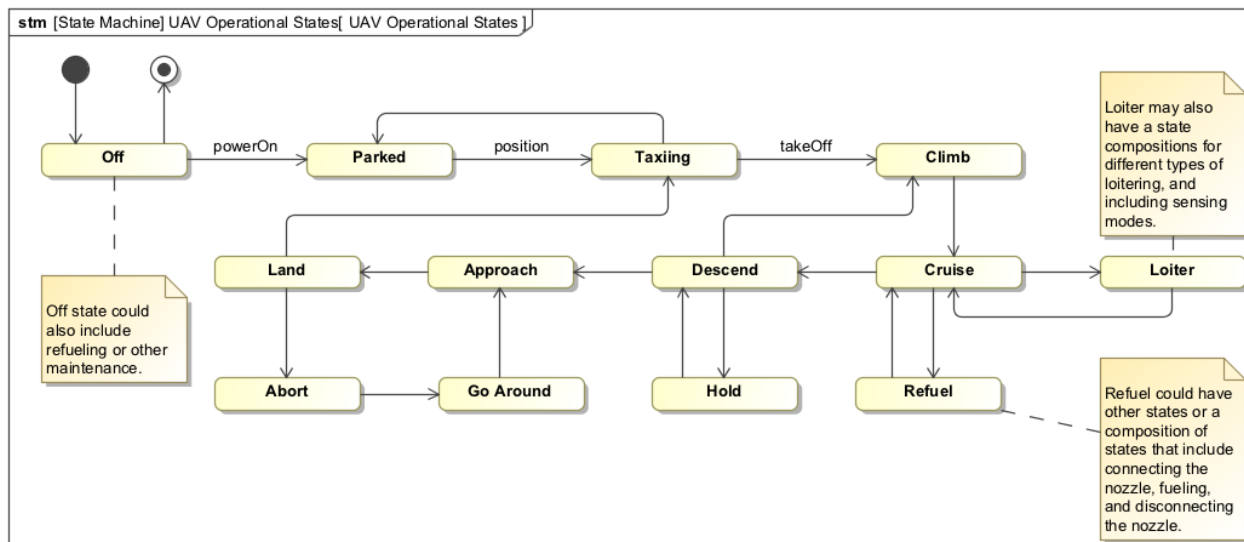 stm [State Machine] UAV Operational States[ UAV Operational States ]
Off
powerOn
Parked
position
Taxiing
takeOff
Climb
Loiter may also
have a state
compositions for
different types of
loitering, and
including sensing
modes.
Land
Approach
Descend
Cruise
Loiter
Off state could
also include
refueling or other
maintenance.
Abort
Go Around
Hold
Refuel
Refuel could have
other states or a
composition of
states that include
connecting the
nozzle, fueling,
and disconnecting
the nozzle.